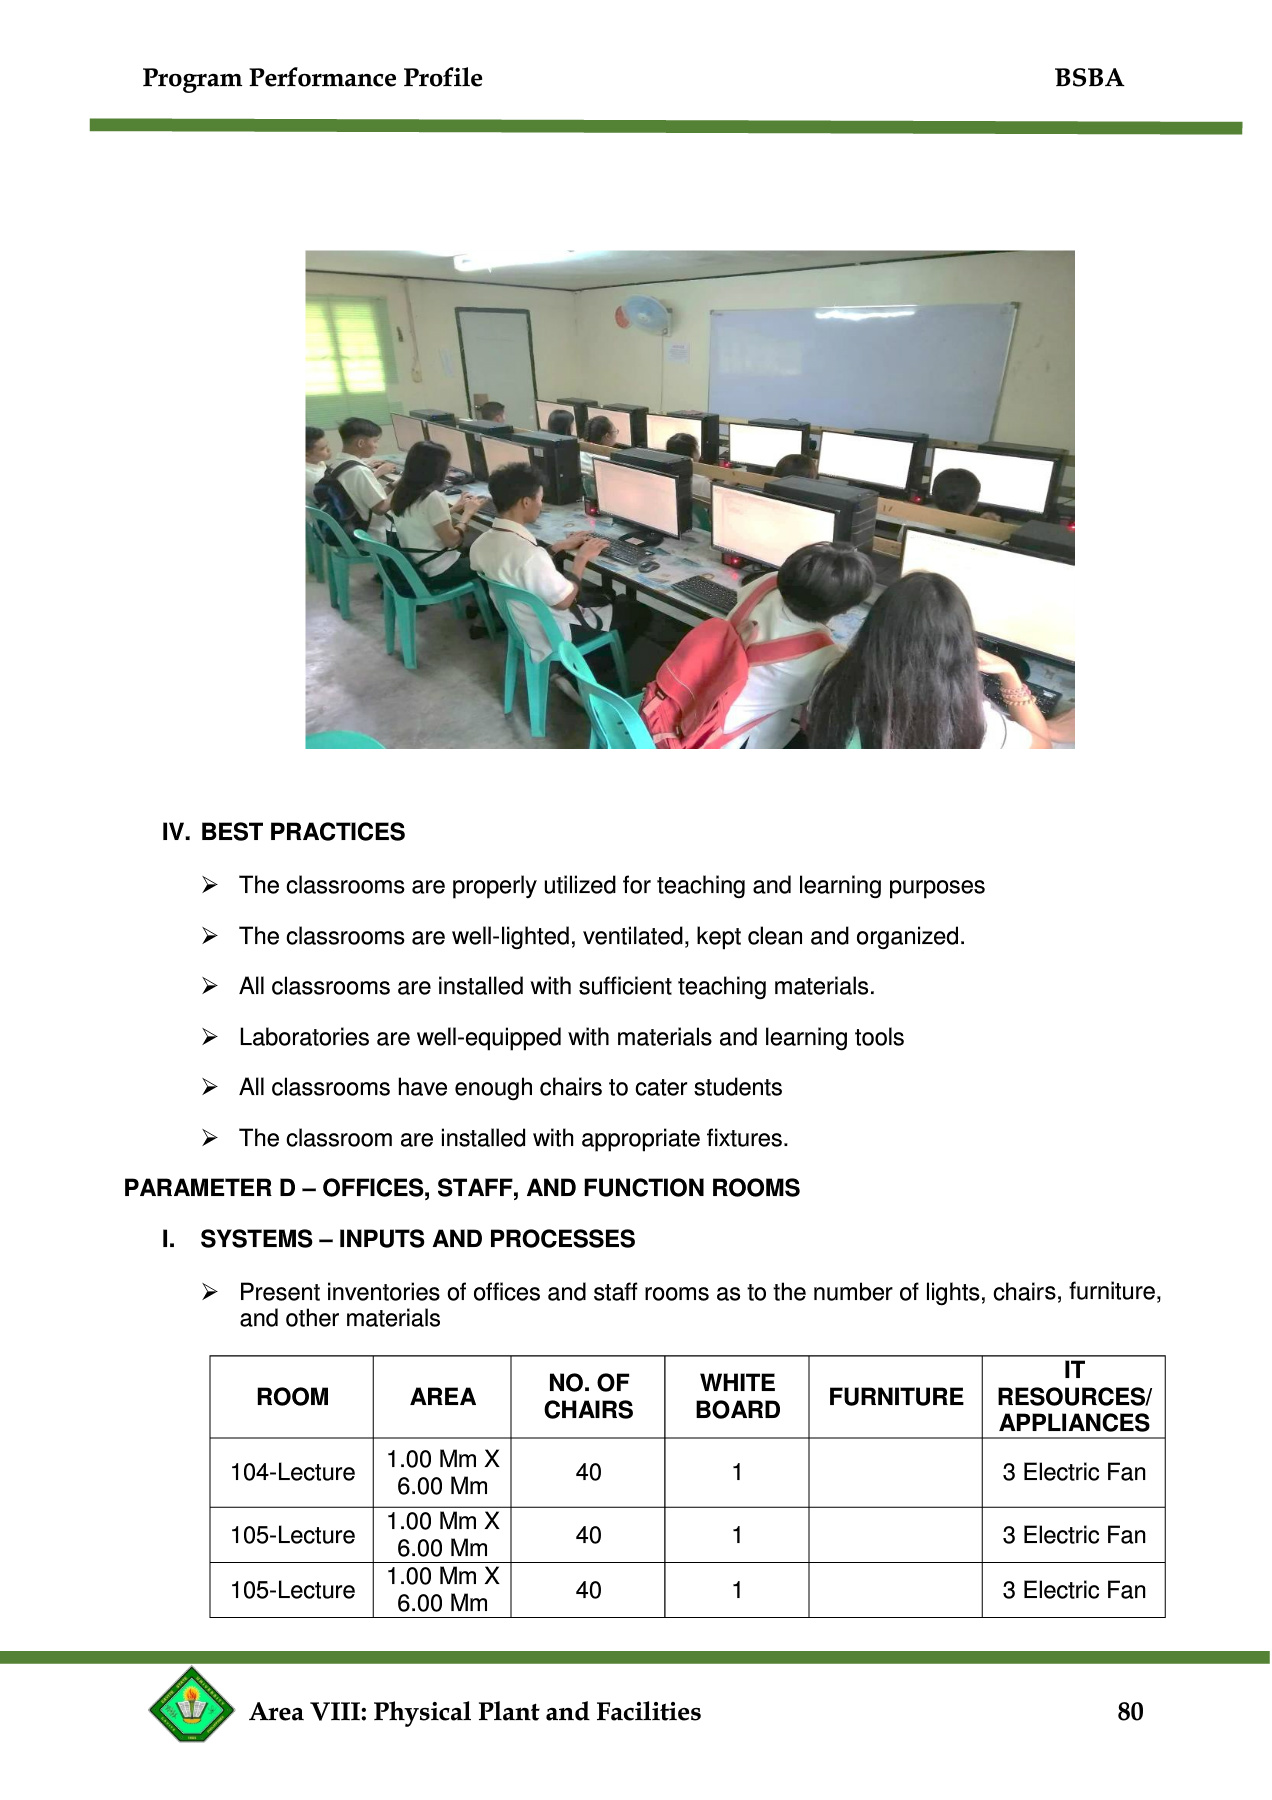 Program Performance Profile BSBA
IV. BEST PRACTICES
➢ The classrooms are properly utilized for teaching and learning purposes
➢ The classrooms are well-lighted, ventilated, kept clean and organized.
➢ All classrooms are installed with sufficient teaching materials.
➢ Laboratories are well-equipped with materials and learning tools
➢ All classrooms have enough chairs to cater students
➢ The classroom are installed with appropriate fixtures.
PARAMETER D – OFFICES, STAFF, AND FUNCTION ROOMS
I. SYSTEMS – INPUTS AND PROCESSES
➢ Present inventories of offices and staff rooms as to the number of lights, chairs, furniture,
and other materials
ROOM AREA NO. OF CHAIRS WHITE BOARD FURNITURE IT RESOURCES/ APPLIANCES
104-Lecture 1.00 Mm X 6.00 Mm 40 1 3 Electric Fan
105-Lecture 1.00 Mm X 6.00 Mm 40 1 3 Electric Fan
105-Lecture 1.00 Mm X 6.00 Mm 40 1 3 Electric Fan
Area VIII: Physical Plant and Facilities 80